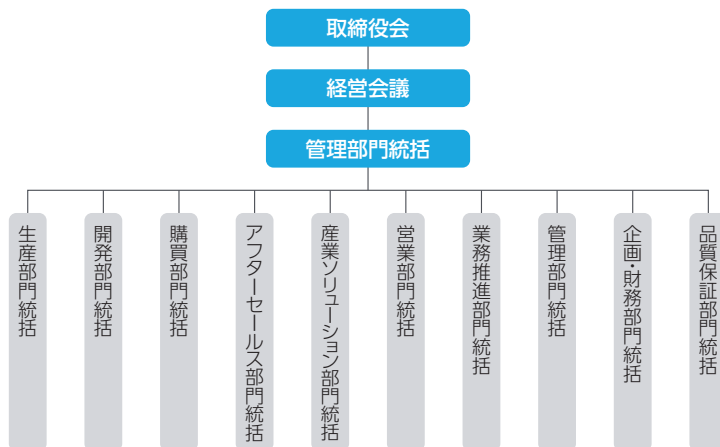 取締役会
経営会議
管理部門統括
生産部門統括
開発部門統括
購買部門統括
アフターセールス部門統括
産業ソリューション部門統括
営業部門統括
業務推進部門統括
管理部門統括
企画・財務部門統括
品質保証部門統括